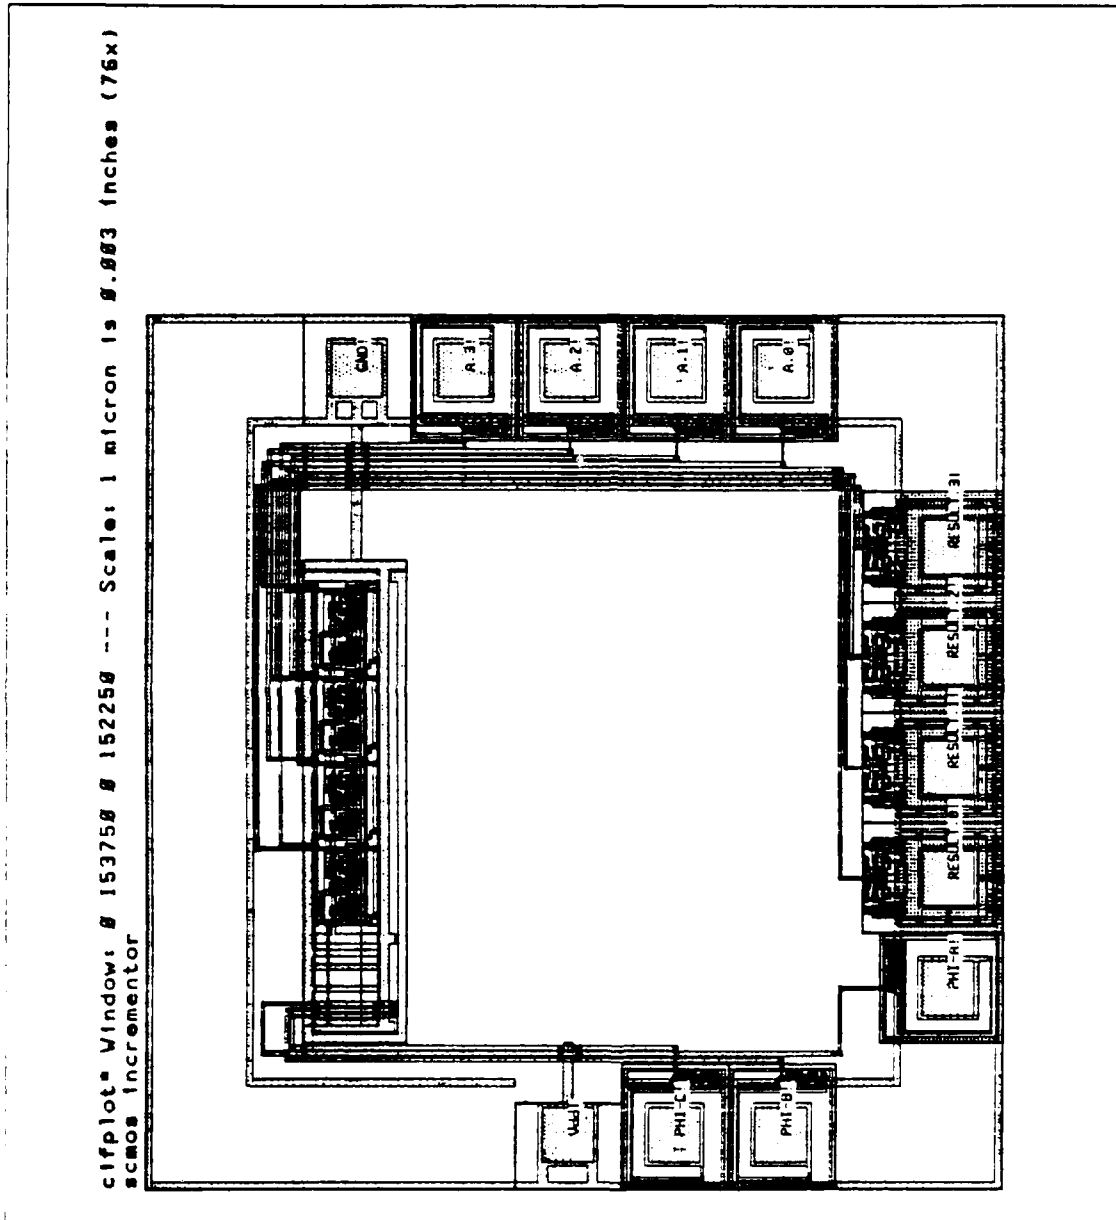 cifplot* Window: 0 153750 0 152250 --- Scale: 1 micron is 0.003 inches (76x)
scmos incrementor
GND!
A.3!
A.2!
A.1!
A.0!
RESULT.3!
RESULT.2!
RESULT.1!
RESULT.0!
PHI-A!
PHI-B!
PHI-C!
Vdd!